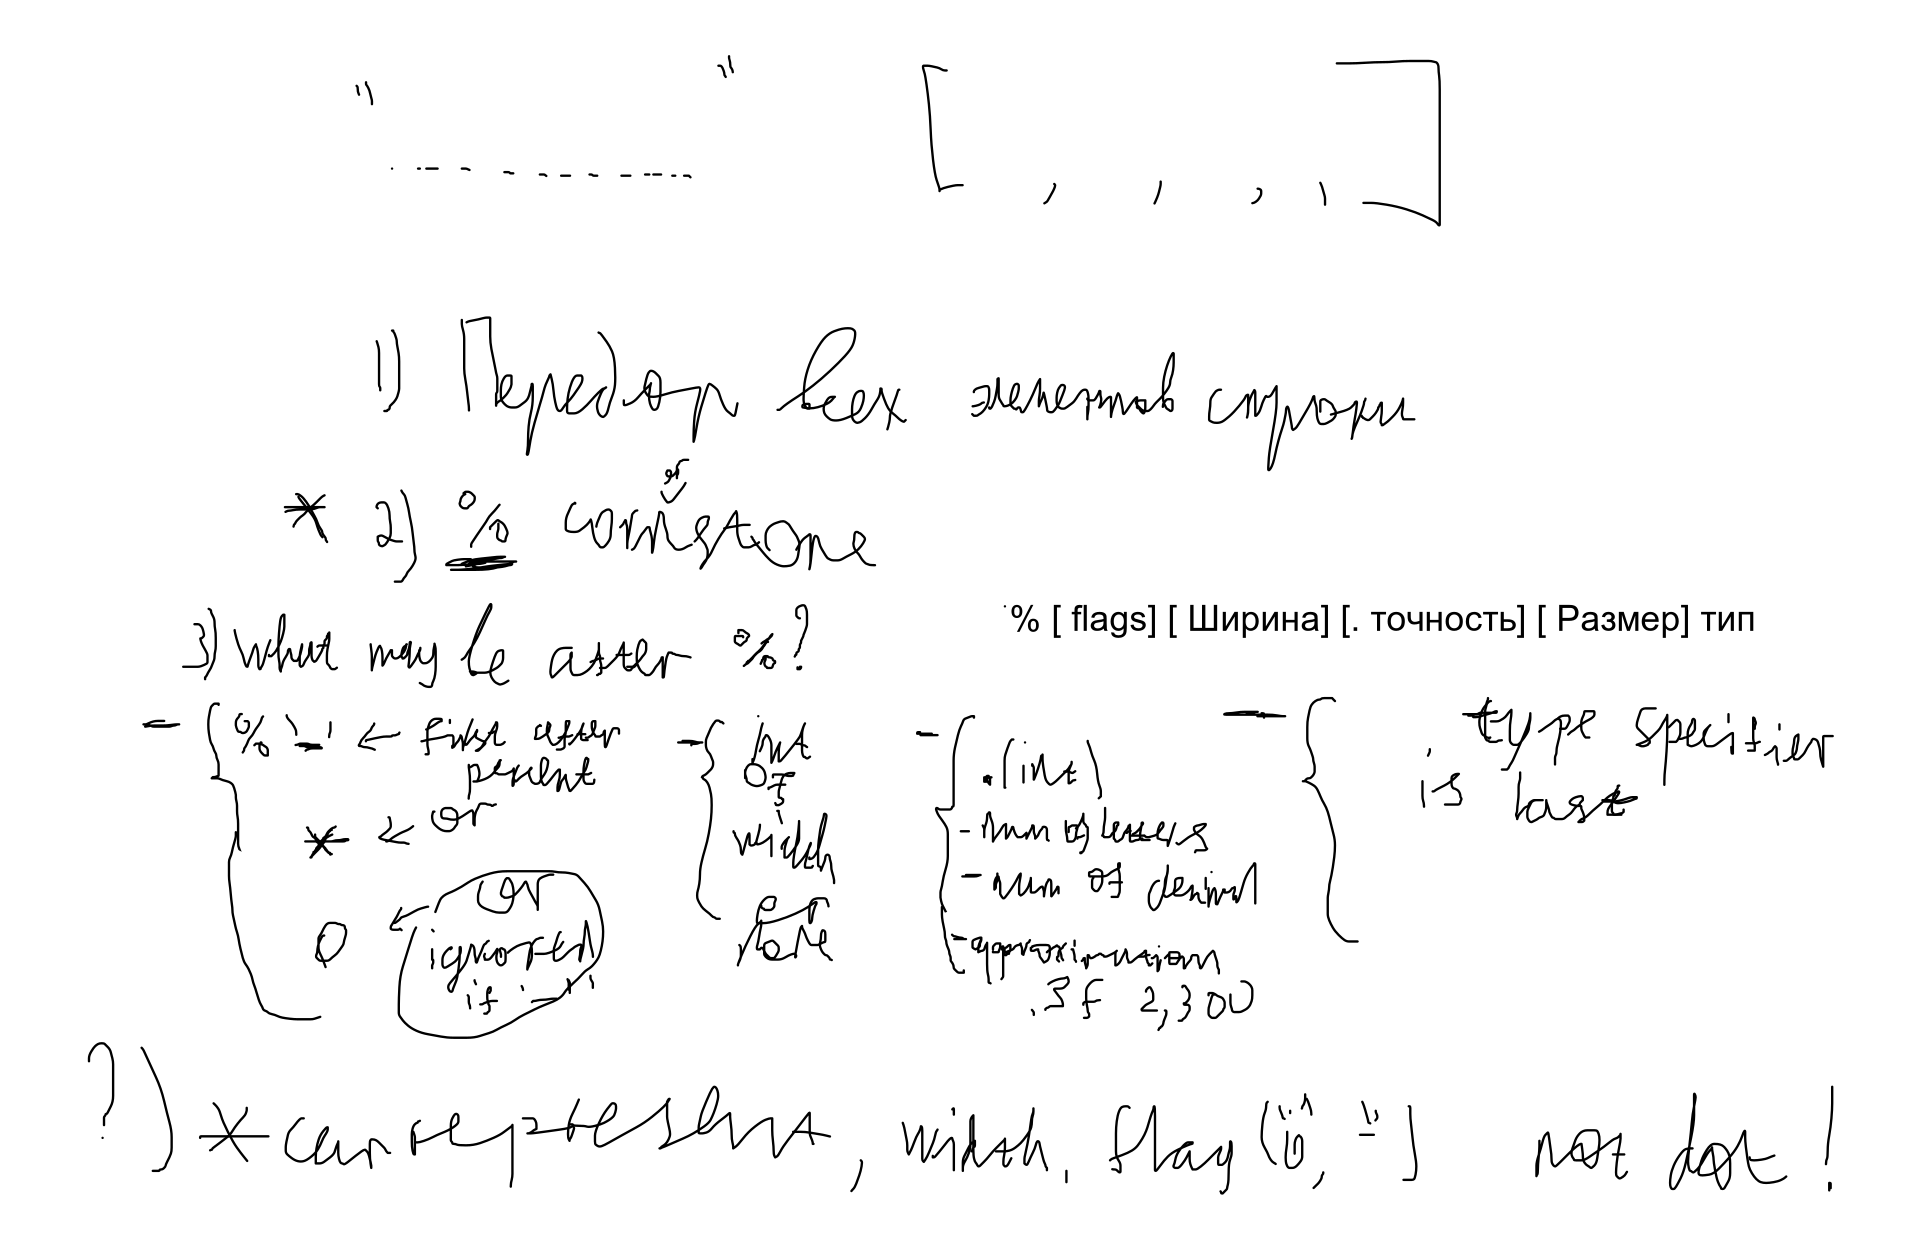 " "
[ , , , , ]
1) Перебор всех элементов строки
er
* 2) % cornstone
3) What may be after %?
% [ flags] [ Ширина] [. точность] [ Размер] тип
- % '-' ← first after
percent
* ← or
0 ← or
ignored
if '-'
- int
of
width
or
none
- .(int)
- num of letters
- num of decimal
- approximation
.3f 2,300
- type specifier
is last
?) * can represent, width, flag ("0", "-") not dot!